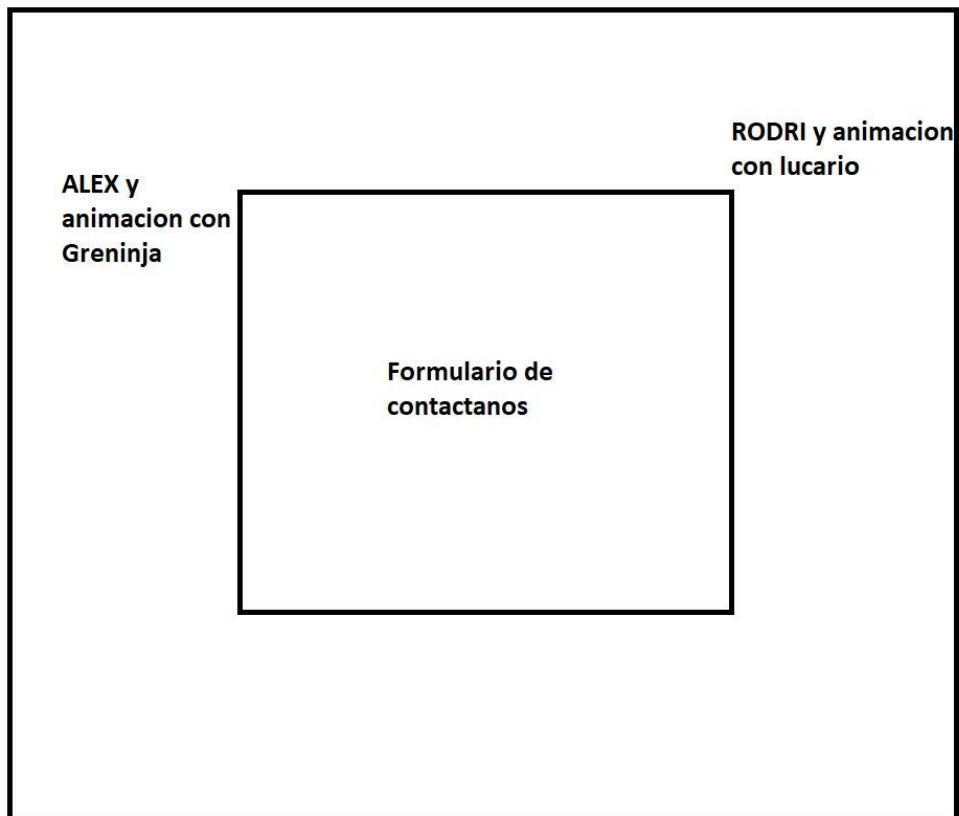 RODRI y animacion
con lucario
ALEX y
animacion con
Greninja
Formulario de
contactanos